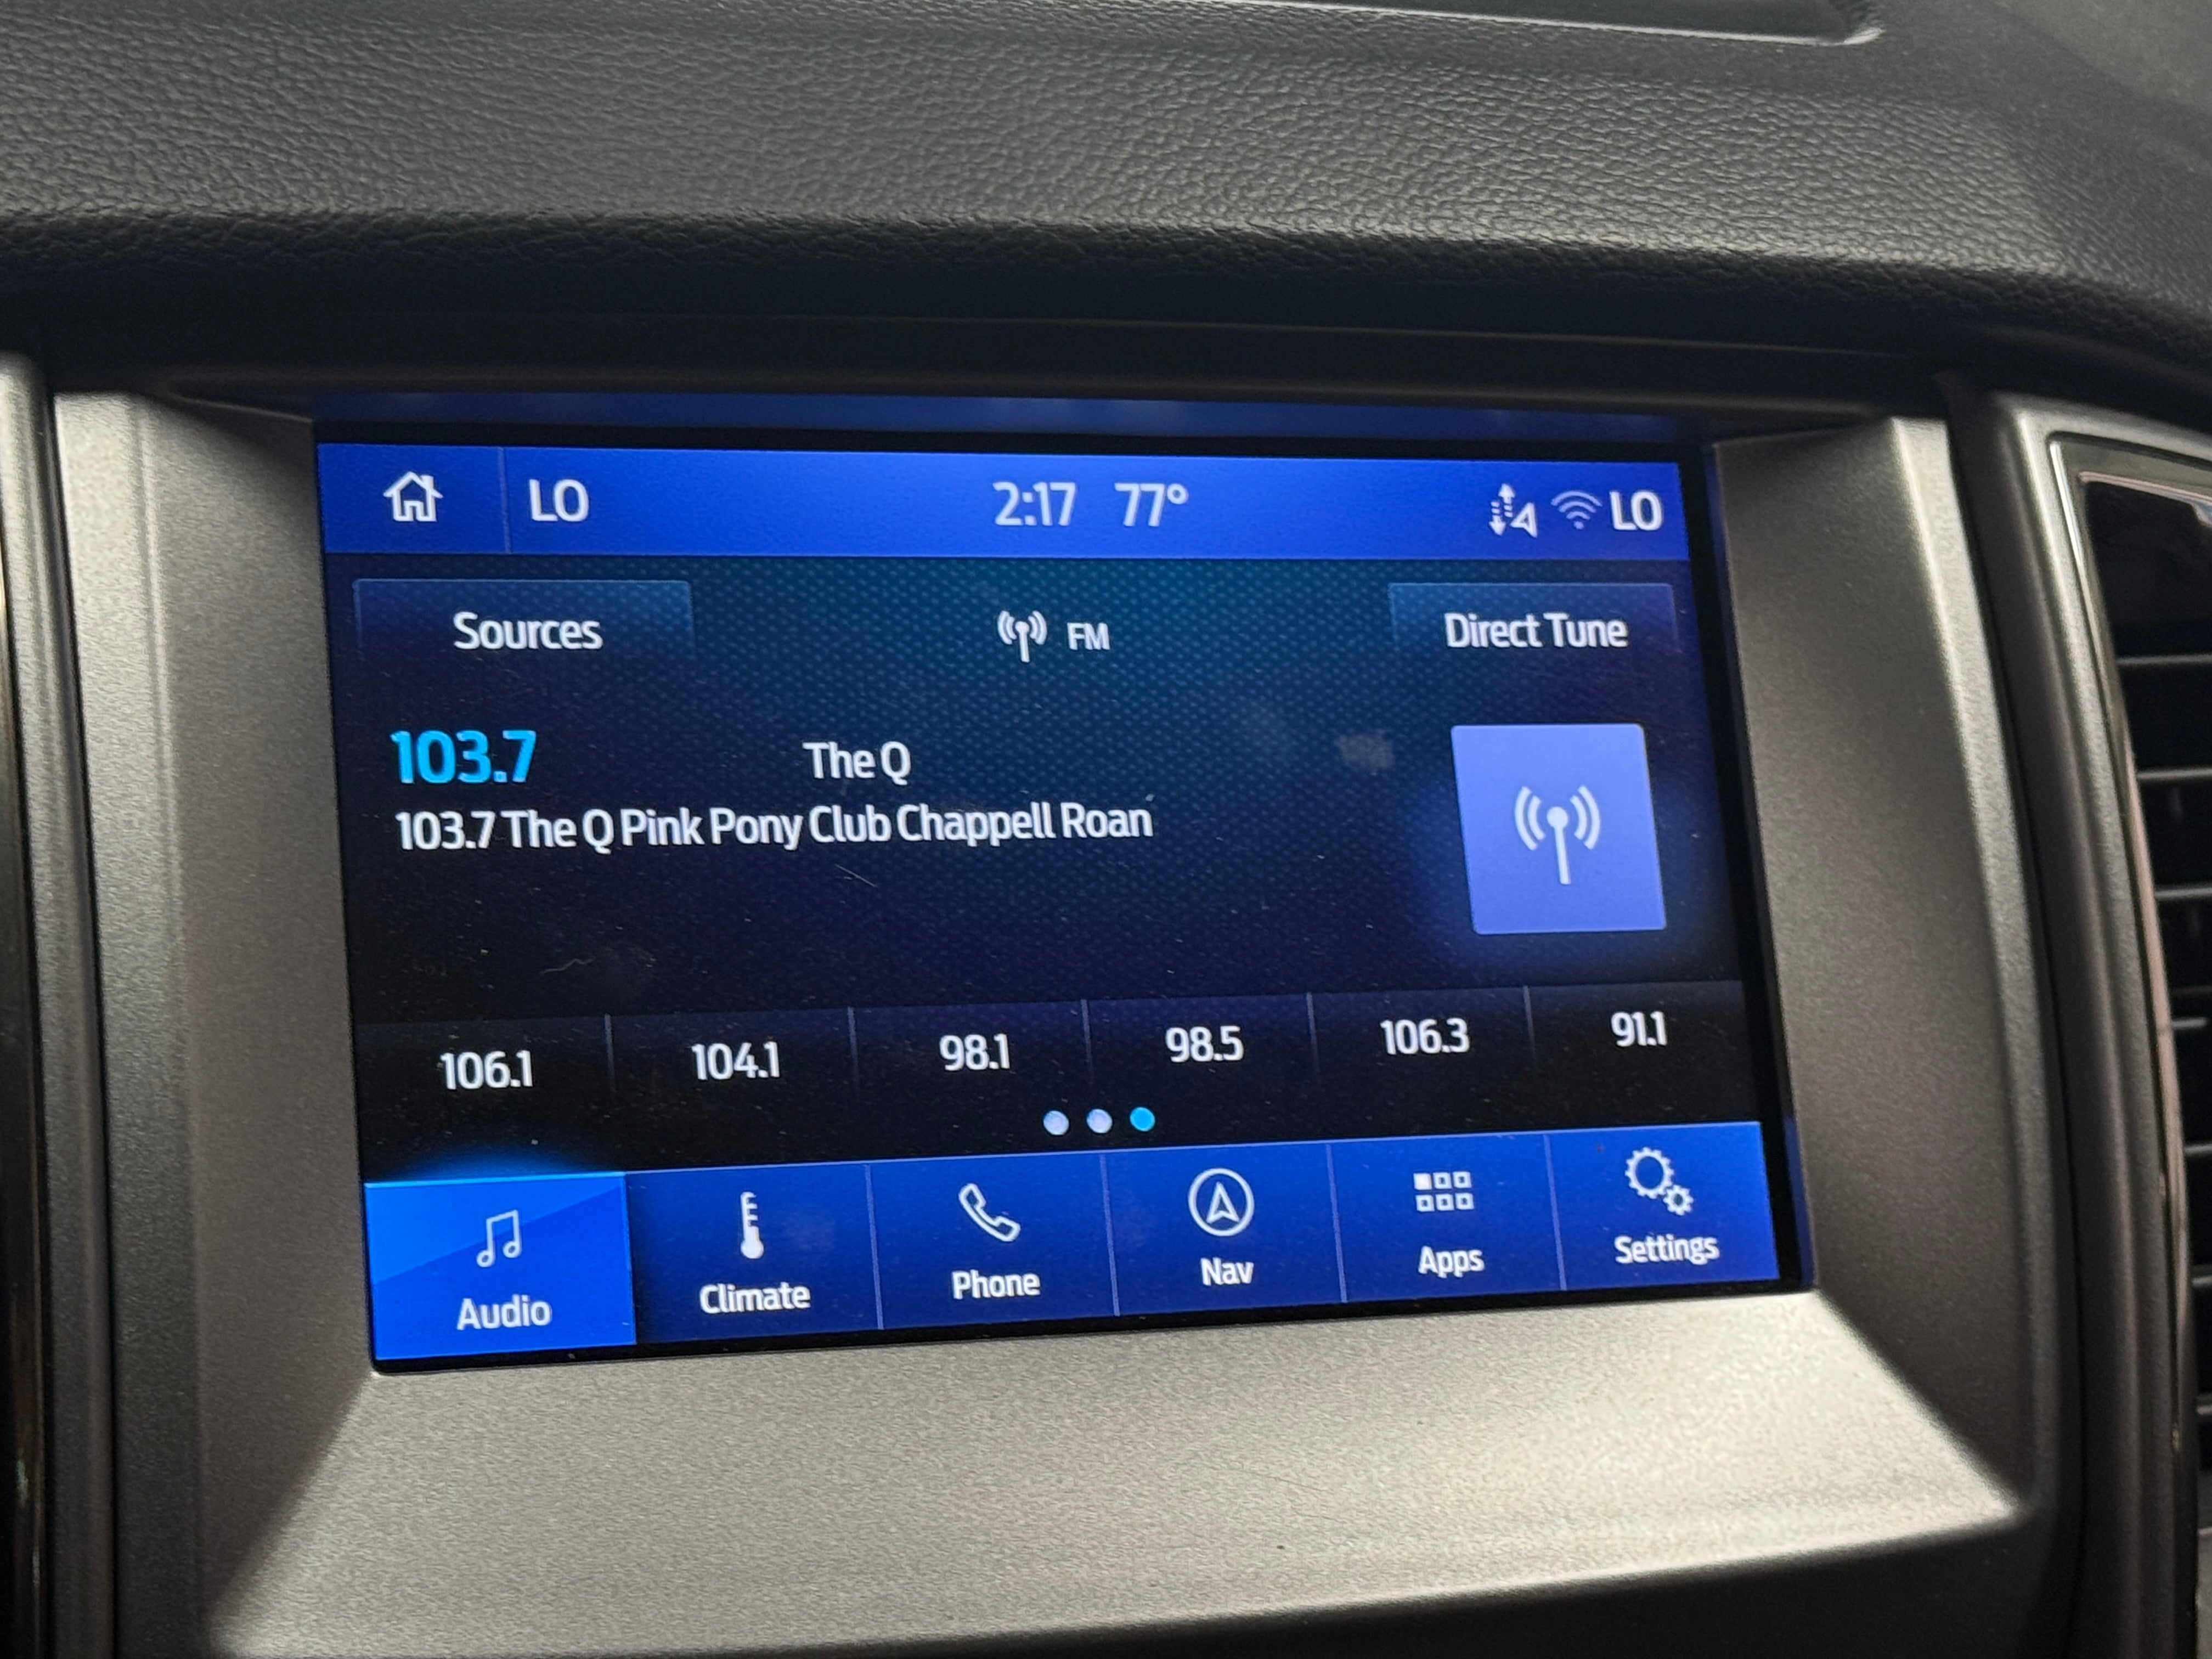 LO 2:17 77° LO
Sources FM Direct Tune
103.7 The Q
103.7 The Q Pink Pony Club Chappell Roan
106.1 104.1 98.1 98.5 106.3 91.1
Audio Climate Phone Nav Apps Settings